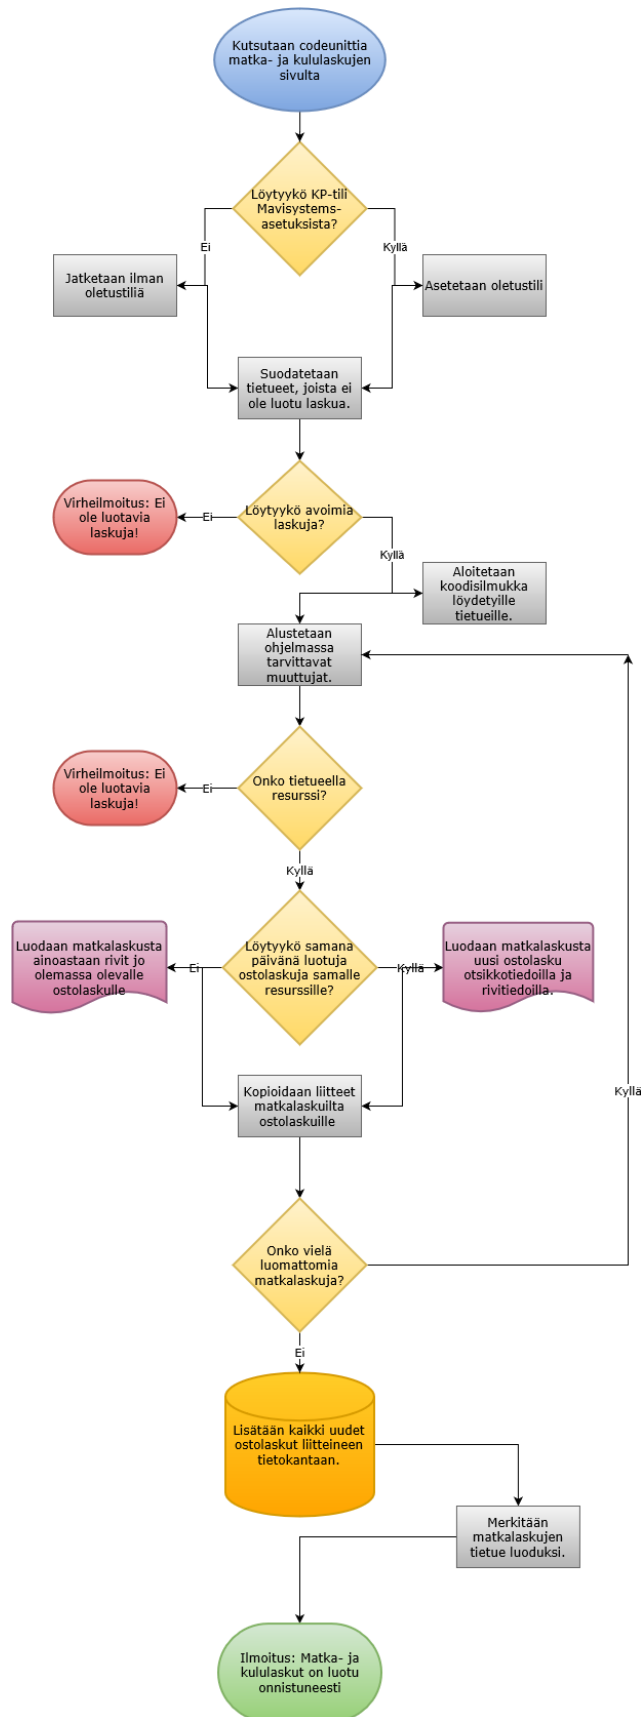 Kutsutaan codeunittia
matka- ja kululaskujen
sivulta
Löytyykö KP-tili
Mavisystems-
asetuksista?
Ei
Kyllä
Jatketaan ilman
oletustiliä
Asetetaan oletustili
Suodatetaan
tietueet, joista ei
ole luotu laskua.
Virheilmoitus: Ei
ole luotavia
laskuja!
Ei
Löytyykö avoimia
laskuja?
Kyllä
Aloitetaan
koodisilmukka
löydetyille
tietueille.
Alustetaan
ohjelmassa
tarvittavat
muuttujat.
Virheilmoitus: Ei
ole luotavia
laskuja!
Ei
Onko tietueella
resurssi?
Kyllä
Luodaan matkalaskusta
ainoastaan rivit jo
olemassa olevalle
ostolaskulle
Ei
Löytyykö samana
päivänä luotuja
ostolaskuja samalle
resurssille?
Kyllä
Luodaan matkalaskusta
uusi ostolasku
otsikkotiedoilla ja
rivitiedoilla.
Kopioidaan liitteet
matkalaskuilta
ostolaskuille
Kyllä
Onko vielä
luomattomia
matkalaskuja?
Ei
Lisätään kaikki uudet
ostolaskut liitteineen
tietokantaan.
Merkitään
matkalaskujen
tietue luoduksi.
Ilmoitus: Matka- ja
kululaskut on luotu
onnistuneesti